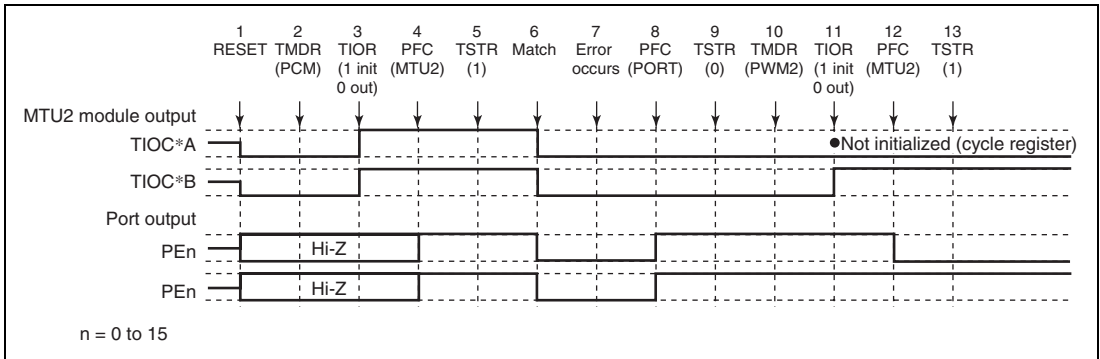 1 2 3 4 5 6 7 8 9 10 11 12 13
RESET TMDR TIOR PFC TSTR Match Error PFC TSTR TMDR TIOR PFC TSTR
(PCM) (1 init (MTU2) (1) occurs (PORT) (0) (PWM2) (1 init (MTU2) (1)
0 out) 0 out)
MTU2 module output
TIOC*A ●Not initialized (cycle register)
TIOC*B
Port output
PEn Hi-Z
PEn Hi-Z
n = 0 to 15